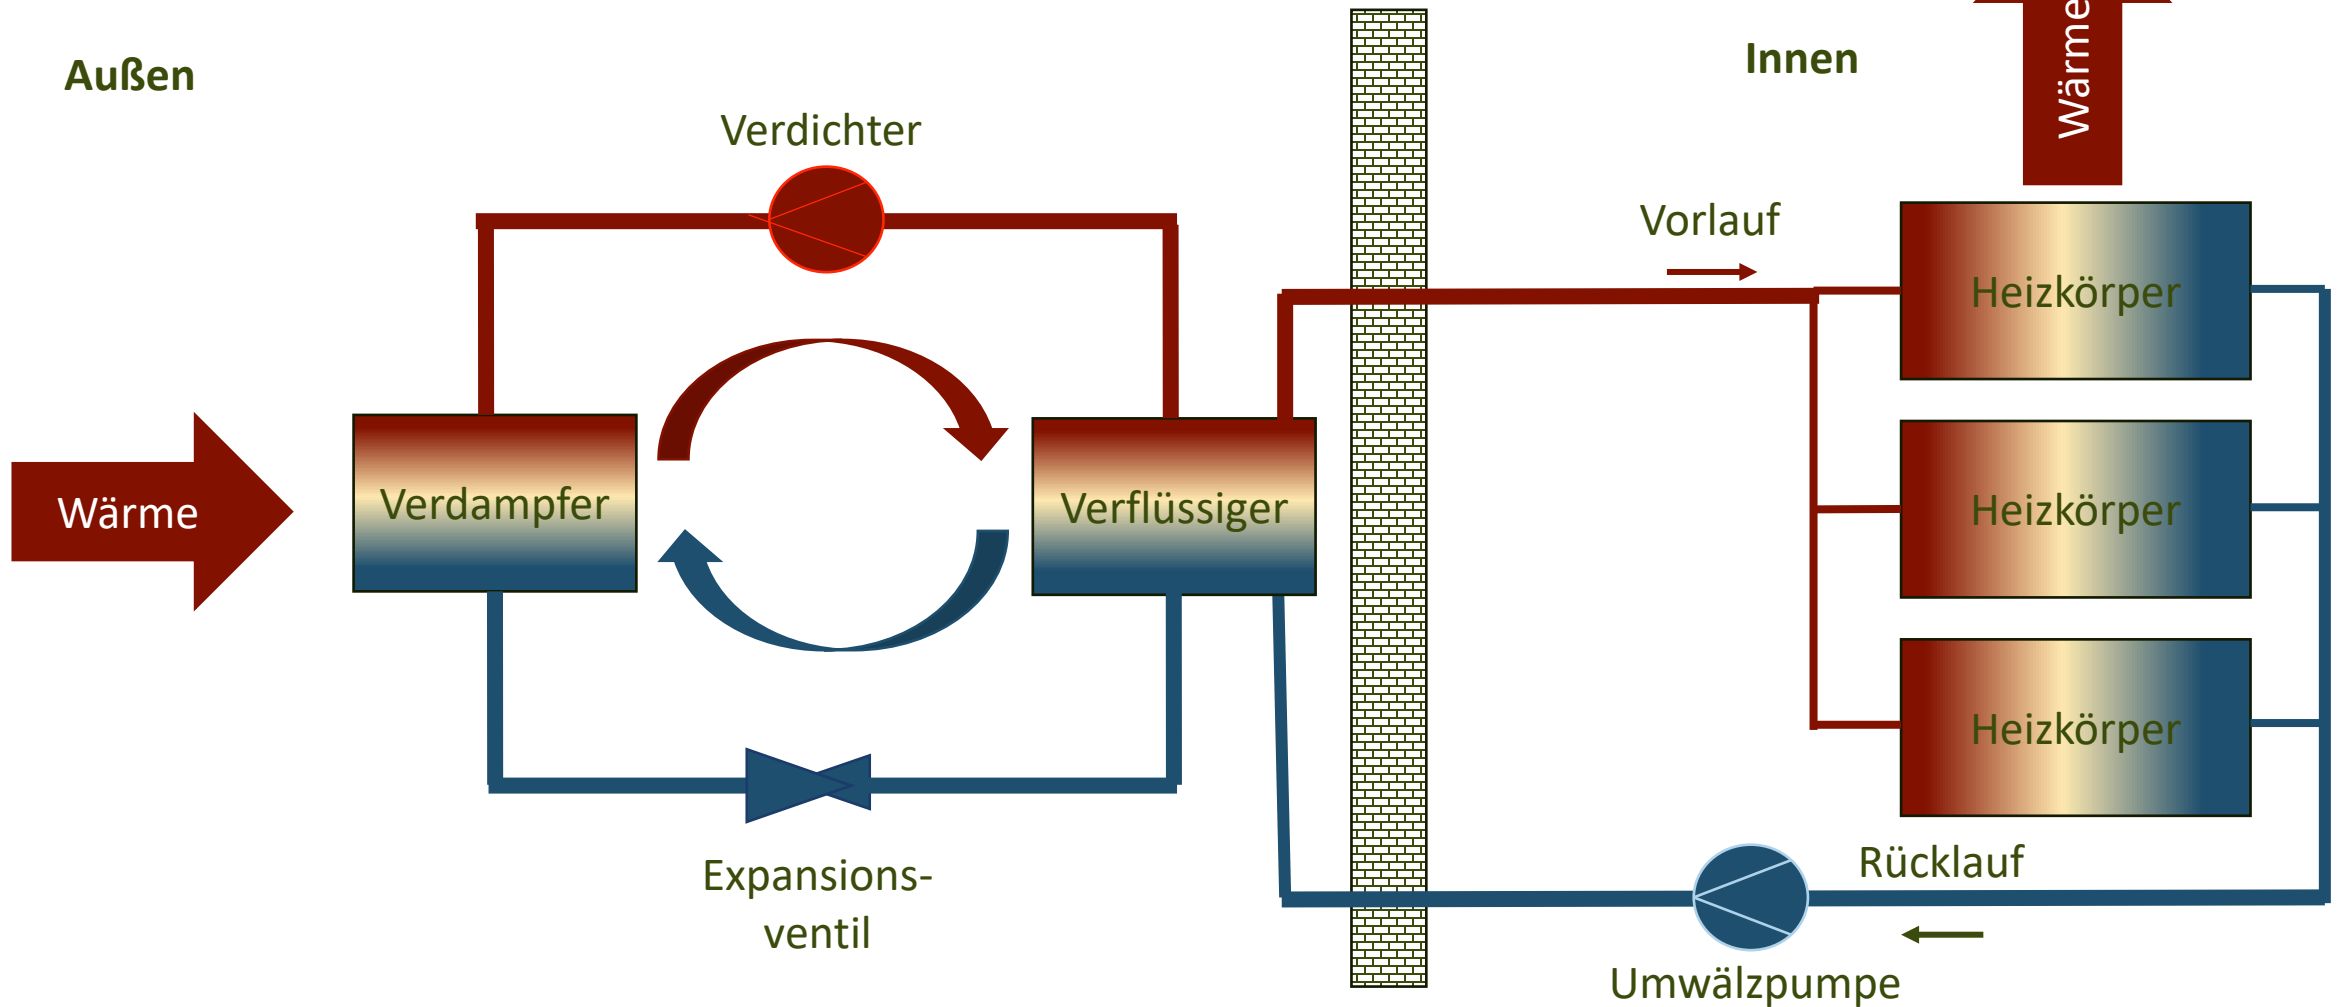 Außen
Innen
Wärme
Verdichter
Vorlauf
Heizkörper
Wärme
Verdampfer
Verflüssiger
Heizkörper
Heizkörper
Expansions-
ventil
Rücklauf
Umwälzpumpe